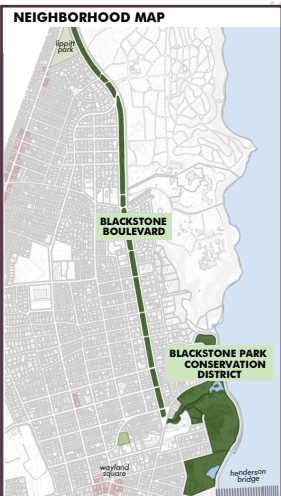 NEIGHBORHOOD MAP
lippitt
park
BLACKSTONE
BOULEVARD
BLACKSTONE PARK
CONSERVATION
DISTRICT
wayland
square
henderson
bridge